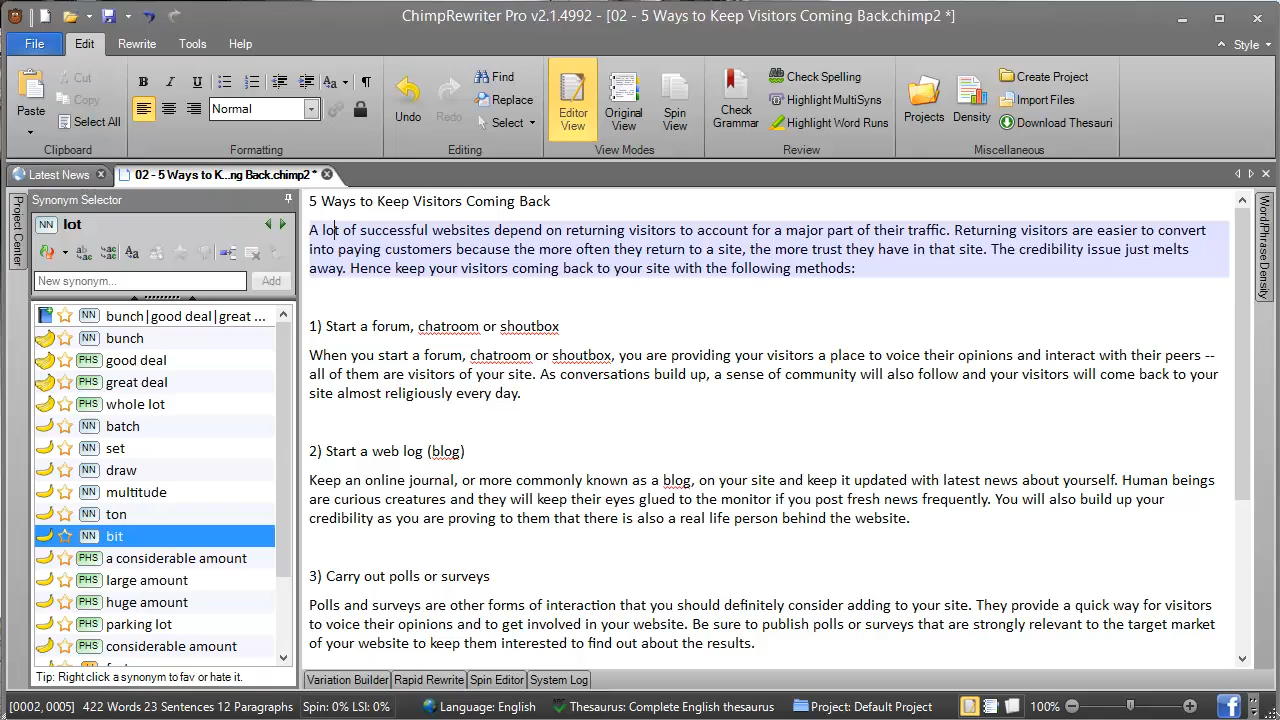 ChimpRewriter Pro v2.1.4992 - [02 - 5 Ways to Keep Visitors Coming Back.chimp2 *]
File Edit Rewrite Tools Help Style
Paste
Cut
Copy
Select All
Clipboard
Normal
Formatting
Undo
Redo
Find
Replace
Select
Editing
Editor View
Original View
Spin View
View Modes
Check Grammar
Check Spelling
Highlight MultiSyns
Highlight Word Runs
Review
Projects
Density
Create Project
Import Files
Download Thesauri
Miscellaneous
Latest News
02 - 5 Ways to K...ng Back.chimp2 *
Project Center
Synonym Selector
NN lot
New synonym...
Add
NN bunch|good deal|great ...
NN bunch
PHS good deal
PHS great deal
PHS whole lot
NN batch
NN set
NN draw
NN multitude
NN ton
NN bit
PHS a considerable amount
PHS large amount
PHS huge amount
PHS parking lot
PHS considerable amount
Tip: Right click a synonym to fav or hate it.
5 Ways to Keep Visitors Coming Back
A lot of successful websites depend on returning visitors to account for a major part of their traffic. Returning visitors are easier to convert
into paying customers because the more often they return to a site, the more trust they have in that site. The credibility issue just melts
away. Hence keep your visitors coming back to your site with the following methods:
1) Start a forum, chatroom or shoutbox
When you start a forum, chatroom or shoutbox, you are providing your visitors a place to voice their opinions and interact with their peers --
all of them are visitors of your site. As conversations build up, a sense of community will also follow and your visitors will come back to your
site almost religiously every day.
2) Start a web log (blog)
Keep an online journal, or more commonly known as a blog, on your site and keep it updated with latest news about yourself. Human beings
are curious creatures and they will keep their eyes glued to the monitor if you post fresh news frequently. You will also build up your
credibility as you are proving to them that there is also a real life person behind the website.
3) Carry out polls or surveys
Polls and surveys are other forms of interaction that you should definitely consider adding to your site. They provide a quick way for visitors
to voice their opinions and to get involved in your website. Be sure to publish polls or surveys that are strongly relevant to the target market
of your website to keep them interested to find out about the results.
Word/Phrase Density
Variation Builder Rapid Rewrite Spin Editor System Log
[0002, 0005] 422 Words 23 Sentences 12 Paragraphs Spin: 0% LSI: 0% Language: English Thesaurus: Complete English thesaurus Project: Default Project 100%